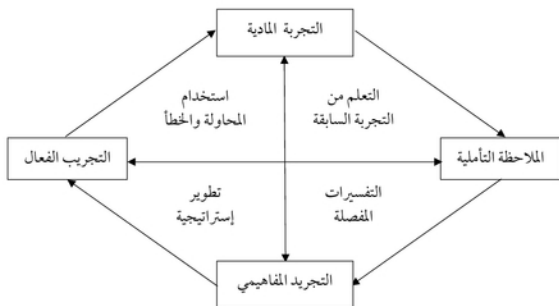 التجربة المادية
التعلم من
التجربة السابقة
استخدام
المحاولة والخطأ
الملاحظة التأملية
التجريب الفعال
التفسيرات
المفصلة
تطوير
إستراتيجية
التجريد المفاهيمي